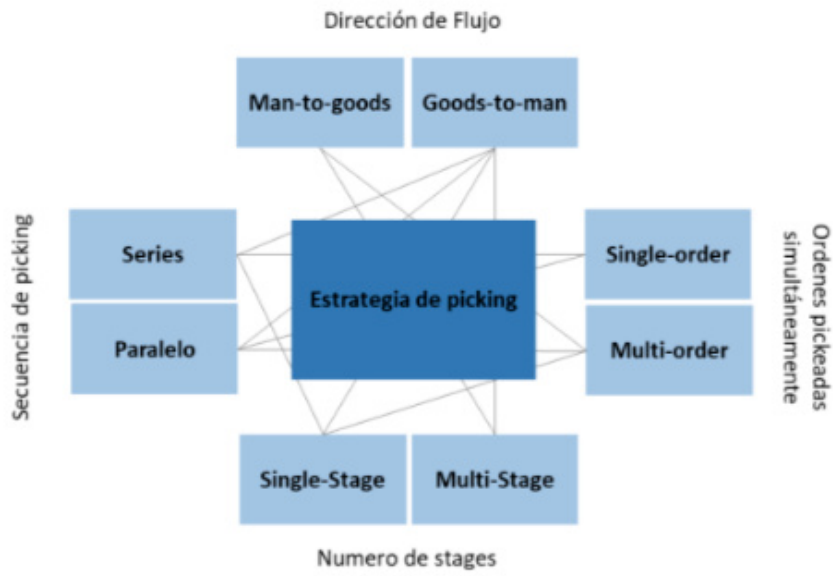 Dirección de Flujo
Man-to-goods
Goods-to-man
Secuencia de picking
Series
Paralelo
Estrategia de picking
Single-order
Multi-order
Ordenes pickeadas
simultáneamente
Single-Stage
Multi-Stage
Numero de stages